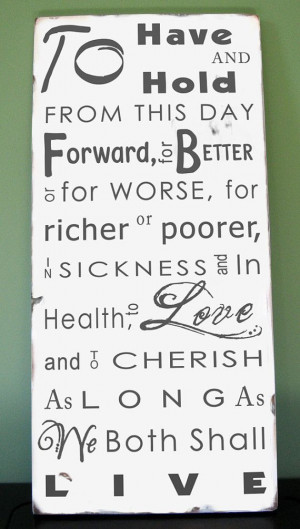 TO Have
AND
Hold
FROM THIS DAY
Forward, for BETTER
or for WORSE, for
richer or poorer,
IN SICKNESS and In
Health, to Love
and TO CHERISH
As LONG As
We Both Shall
LIVE